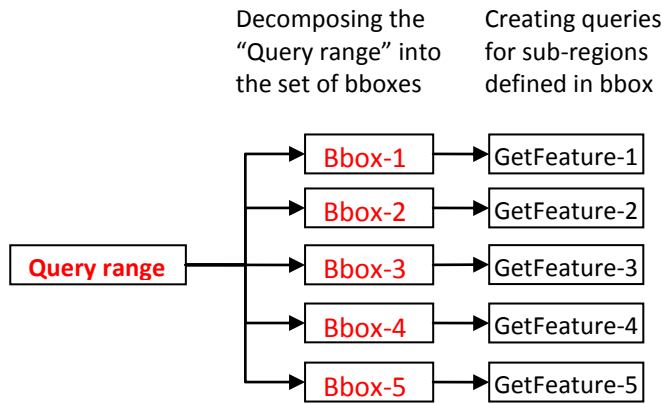 Decomposing the
“Query range” into
the set of bboxes
Creating queries
for sub-regions
defined in bbox
Query range
Bbox-1
GetFeature-1
Bbox-2
GetFeature-2
Bbox-3
GetFeature-3
Bbox-4
GetFeature-4
Bbox-5
GetFeature-5